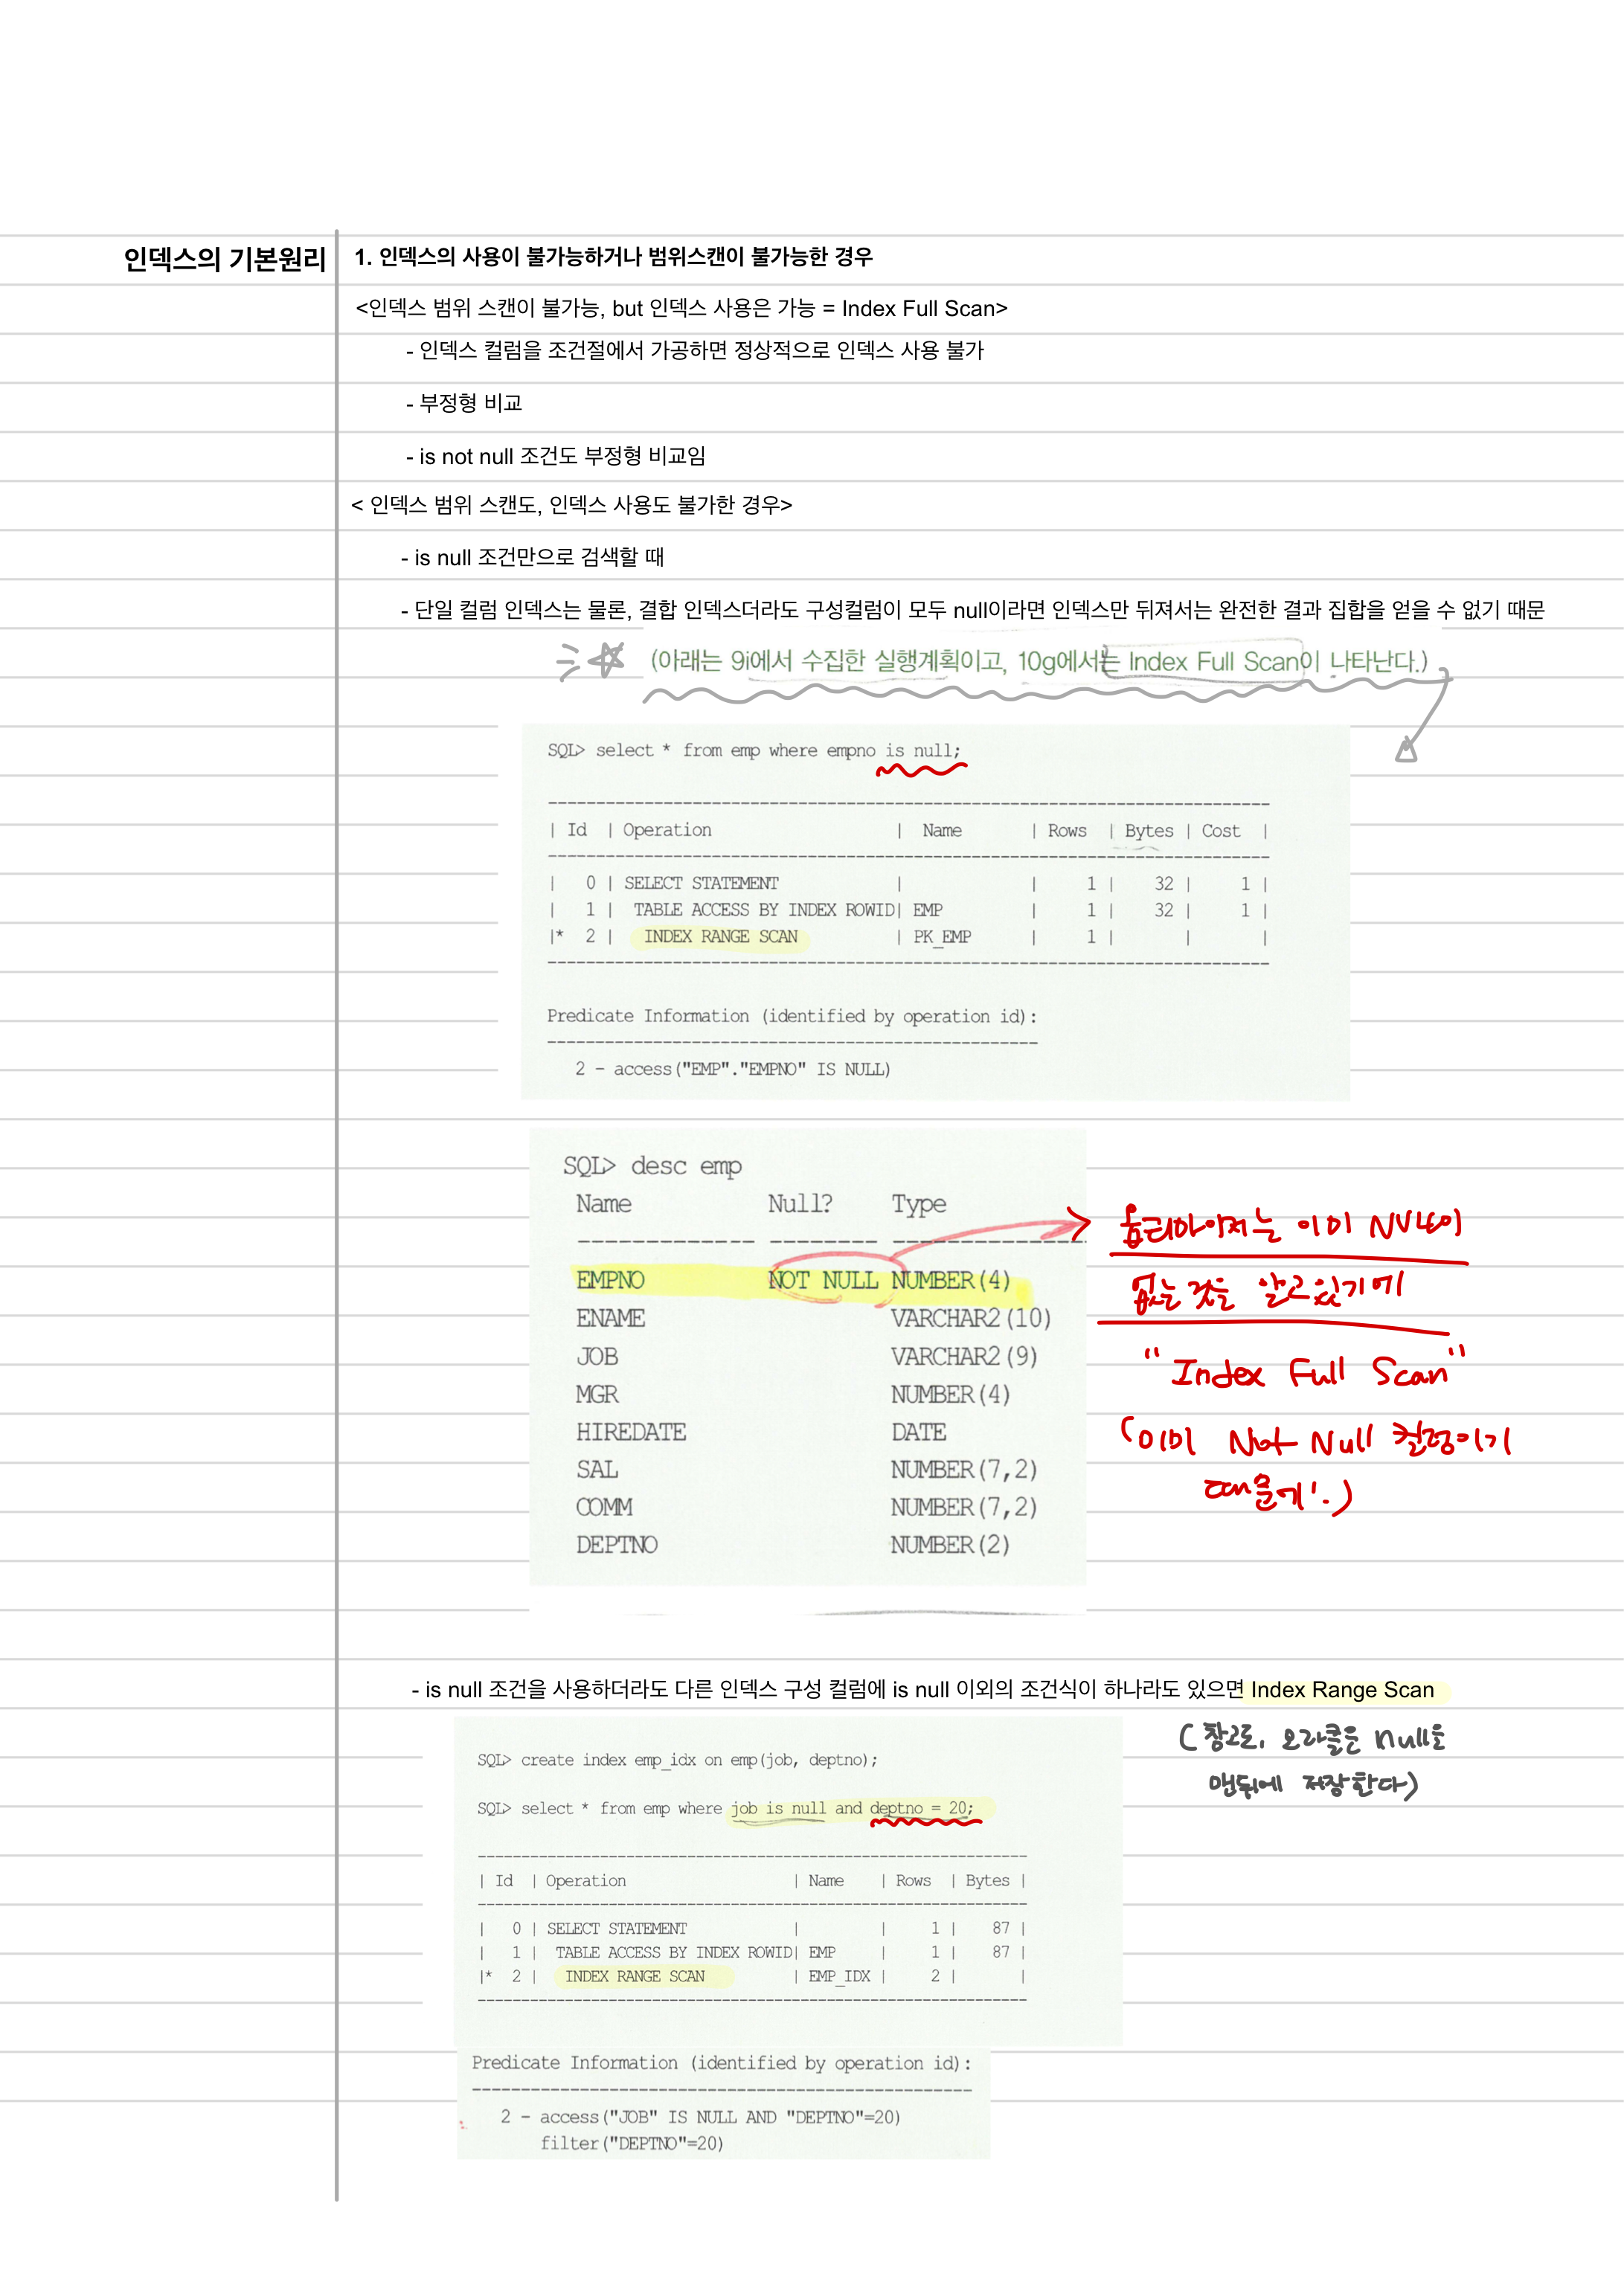 인덱스의 기본원리
1. 인덱스의 사용이 불가능하거나 범위스캔이 불가능한 경우
<인덱스 범위 스캔이 불가능, but 인덱스 사용은 가능 = Index Full Scan>
- 인덱스 컬럼을 조건절에서 가공하면 정상적으로 인덱스 사용 불가
- 부정형 비교
- is not null 조건도 부정형 비교임
< 인덱스 범위 스캔도, 인덱스 사용도 불가한 경우>
- is null 조건만으로 검색할 때
- 단일 컬럼 인덱스는 물론, 결합 인덱스더라도 구성컬럼이 모두 null이라면 인덱스만 뒤져서는 완전한 결과 집합을 얻을 수 없기 때문
(아래는 9i에서 수집한 실행계획이고, 10g에서는 Index Full Scan이 나타난다.)
SQL> select * from emp where empno is null;
--------------------------------------------------------------------------
| Id | Operation | Name | Rows | Bytes | Cost |
--------------------------------------------------------------------------
| 0 | SELECT STATEMENT | | 1 | 32 | 1 |
| 1 | TABLE ACCESS BY INDEX ROWID| EMP | 1 | 32 | 1 |
|* 2 | INDEX RANGE SCAN | PK_EMP | 1 | | |
--------------------------------------------------------------------------
Predicate Information (identified by operation id):
---------------------------------------------------
2 - access("EMP"."EMPNO" IS NULL)
SQL> desc emp
Name Null? Type
------------- -------- --------------
EMPNO NOT NULL NUMBER(4)
ENAME VARCHAR2(10)
JOB VARCHAR2(9)
MGR NUMBER(4)
HIREDATE DATE
SAL NUMBER(7,2)
COMM NUMBER(7,2)
DEPTNO NUMBER(2)
옵티마이저는 이미 NULL이
없는 것을 알고있기에
"Index Full Scan"
(이미 Not Null 컬럼이기
때문에!.)
- is null 조건을 사용하더라도 다른 인덱스 구성 컬럼에 is null 이외의 조건식이 하나라도 있으면 Index Range Scan
(참고로, 오라클은 null을
맨뒤에 저장한다)
SQL> create index emp_idx on emp(job, deptno);
SQL> select * from emp where job is null and deptno = 20;
---------------------------------------------------------------
| Id | Operation | Name | Rows | Bytes |
---------------------------------------------------------------
| 0 | SELECT STATEMENT | | 1 | 87 |
| 1 | TABLE ACCESS BY INDEX ROWID| EMP | 1 | 87 |
|* 2 | INDEX RANGE SCAN | EMP_IDX | 2 | |
---------------------------------------------------------------
Predicate Information (identified by operation id):
---------------------------------------------------
2 - access("JOB" IS NULL AND "DEPTNO"=20)
filter("DEPTNO"=20)